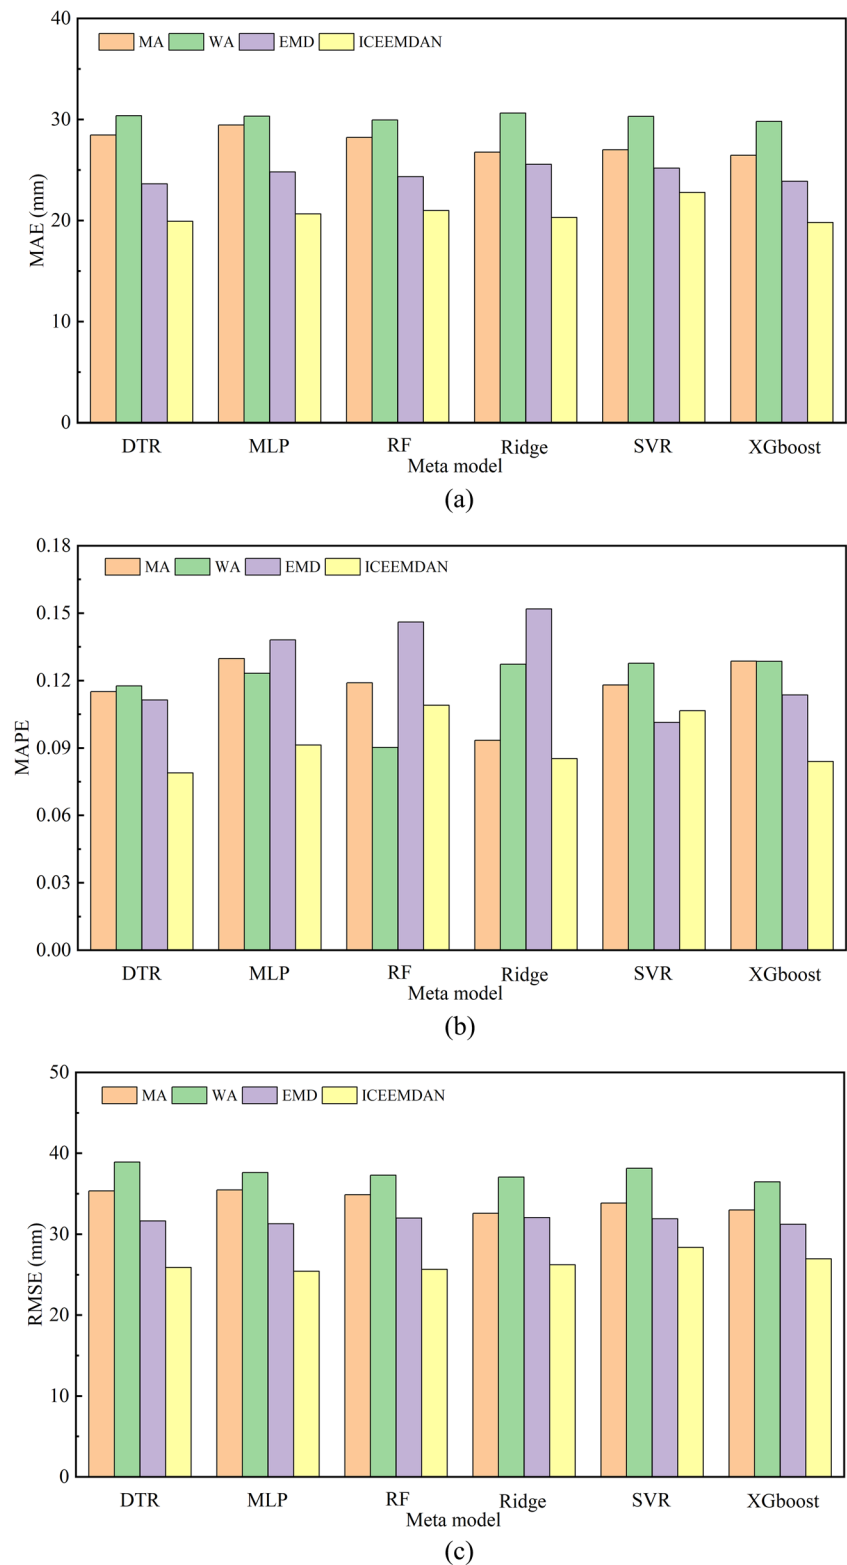 40
MA WA EMD ICEEMDAN
30
20
10
0
MAE (mm)
DTR MLP RF Ridge SVR XGboost
Meta model
(a)
0.18
MA WA EMD ICEEMDAN
0.15
0.12
0.09
0.06
0.03
0.00
MAPE
DTR MLP RF Ridge SVR XGboost
Meta model
(b)
50
MA WA EMD ICEEMDAN
40
30
20
10
0
RMSE (mm)
DTR MLP RF Ridge SVR XGboost
Meta model
(c)